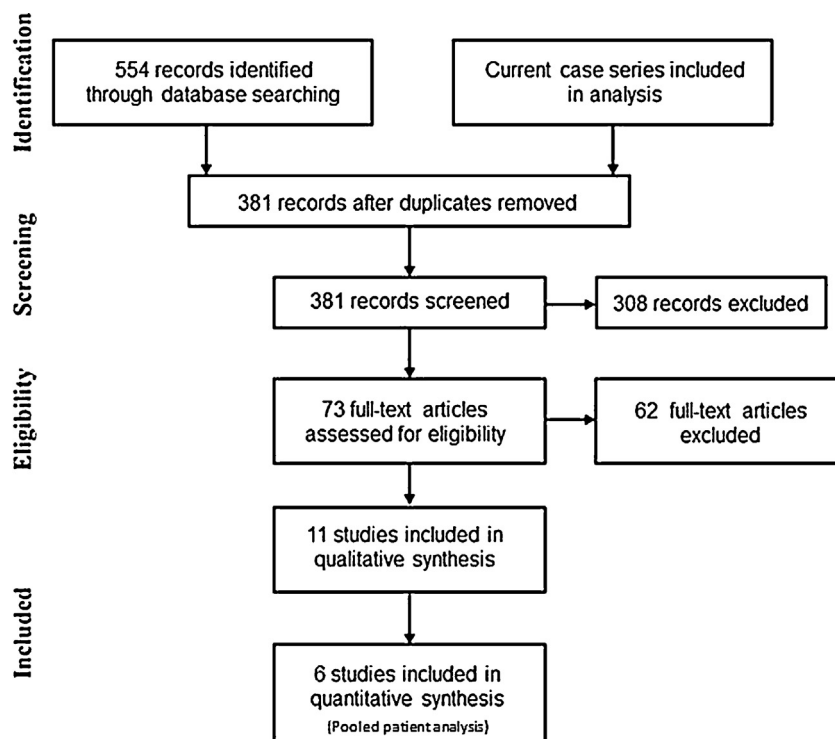 Identification
554 records identified
through database searching
Current case series included
in analysis
381 records after duplicates removed
Screening
381 records screened
308 records excluded
Eligibility
73 full-text articles
assessed for eligibility
62 full-text articles
excluded
Included
11 studies included in
qualitative synthesis
6 studies included in
quantitative synthesis
(Pooled patient analysis)